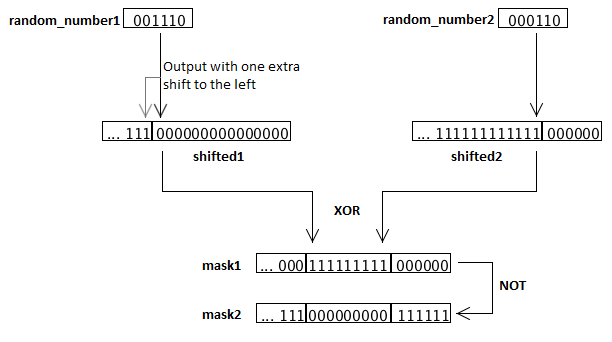 random_number1 001110
random_number2 000110
Output with one extra
shift to the left
... 111 000000000000000
... 111111111111 000000
shifted1
shifted2
XOR
mask1 ... 000 111111111 000000
NOT
mask2 ... 111 000000000 111111